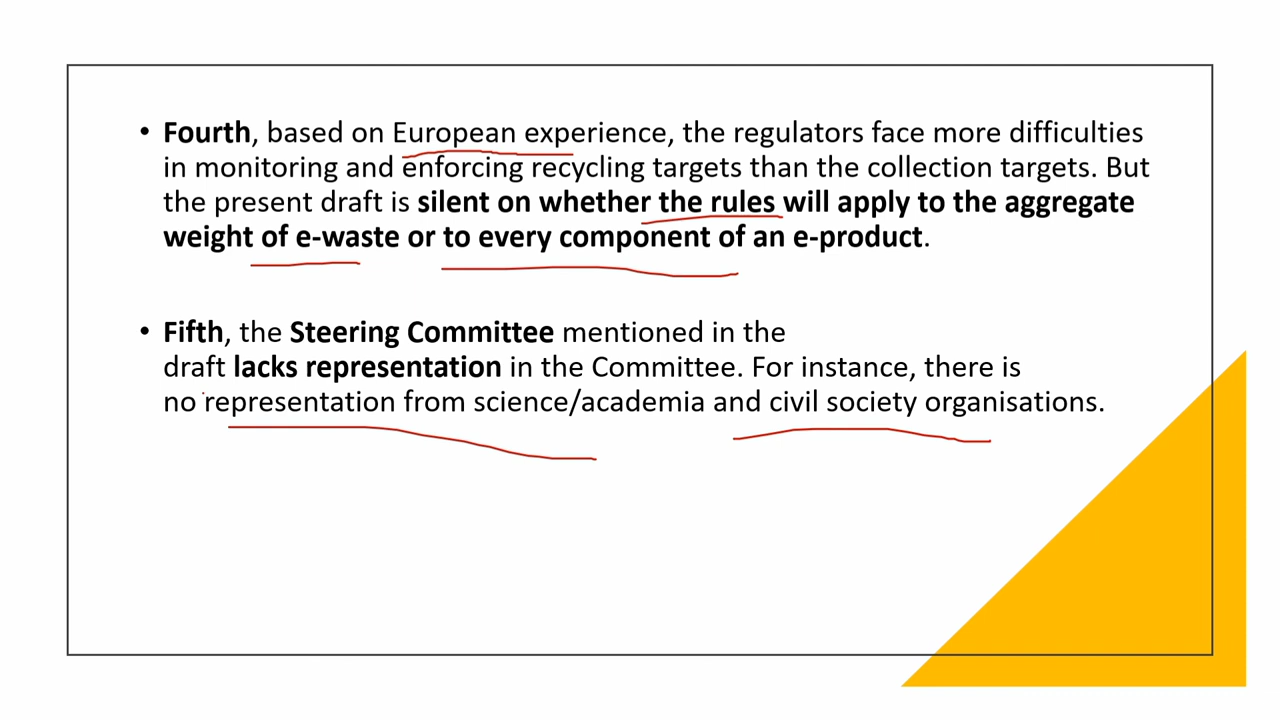 • Fourth, based on European experience, the regulators face more difficulties
in monitoring and enforcing recycling targets than the collection targets. But
the present draft is silent on whether the rules will apply to the aggregate
weight of e-waste or to every component of an e-product.
• Fifth, the Steering Committee mentioned in the
draft lacks representation in the Committee. For instance, there is
no representation from science/academia and civil society organisations.